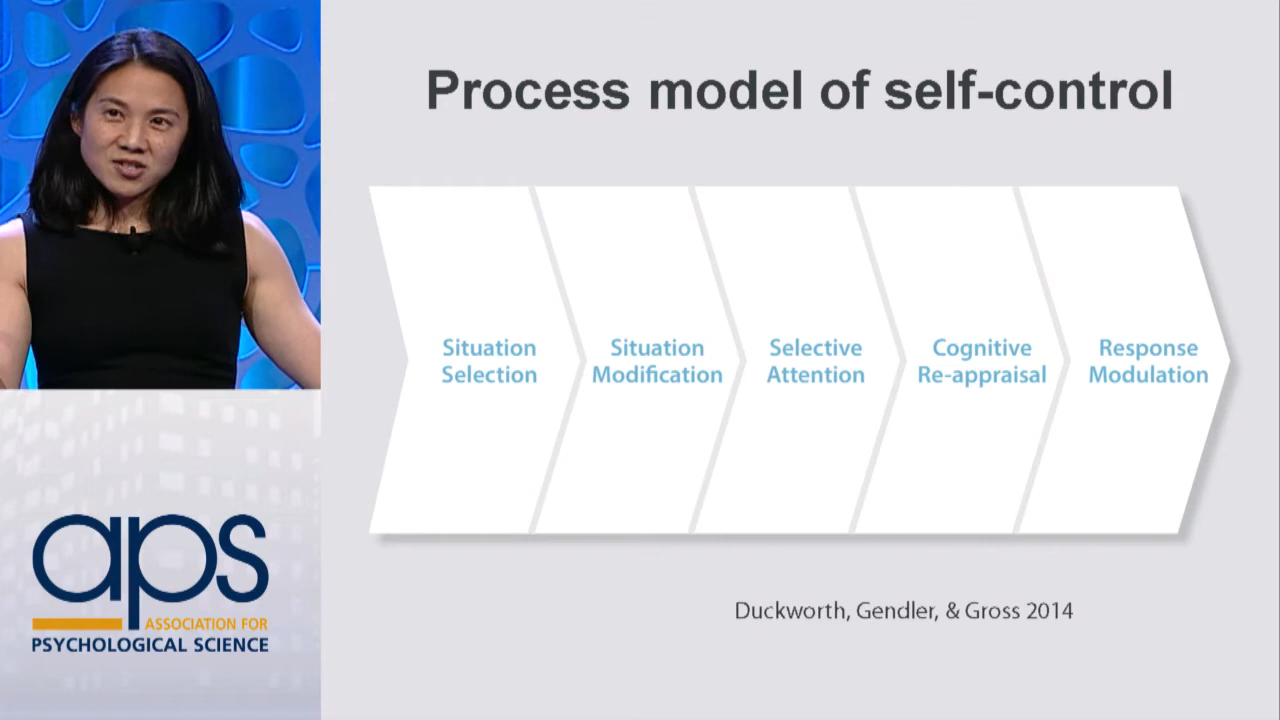 Process model of self-control
Situation
Selection
Situation
Modification
Selective
Attention
Cognitive
Re-appraisal
Response
Modulation
Duckworth, Gendler, & Gross 2014
aps
ASSOCIATION FOR
PSYCHOLOGICAL SCIENCE